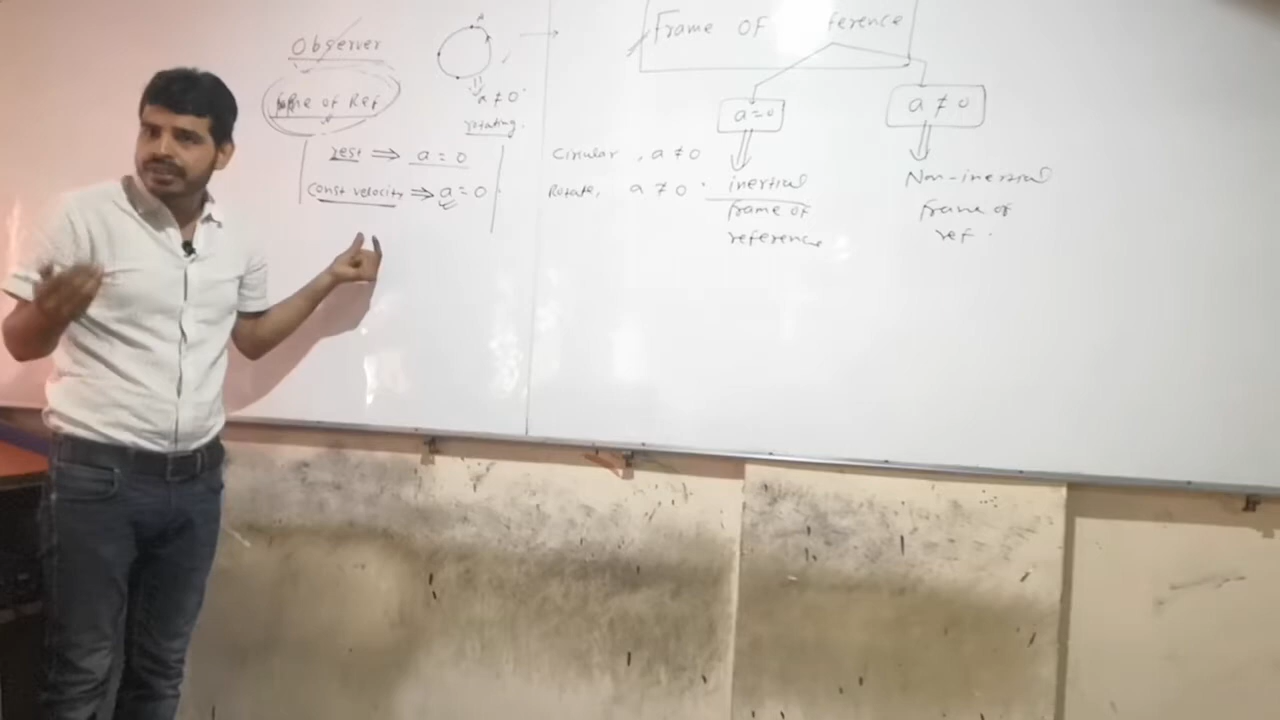 Observer
of Ref
A
a ≠ 0
rotating.
rest ⇒ a = 0
Const velocity ⇒ a = 0
Frame OF ference
a = 0
a ≠ 0
Circular, a ≠ 0
Rotate, a ≠ 0
inertial
frame of
reference
Non-inertial
frame of
ref.